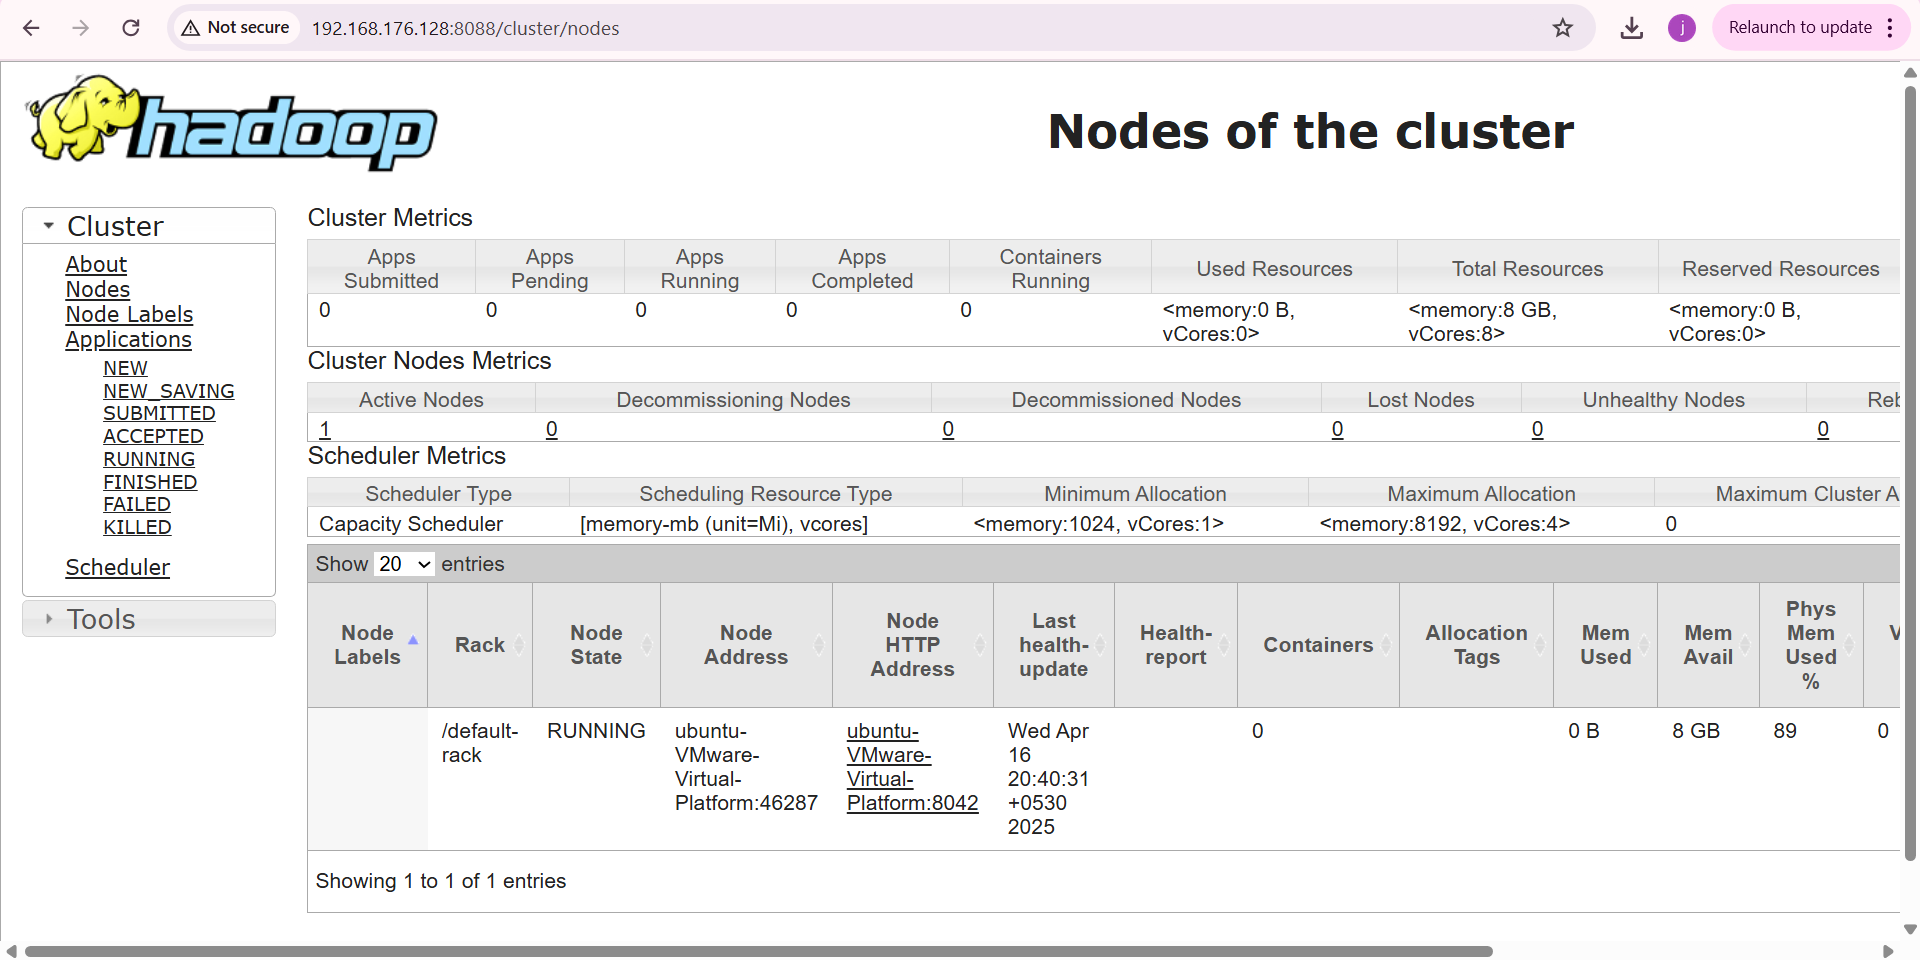 Not secure 192.168.176.128:8088/cluster/nodes j Relaunch to update
hadoop
Nodes of the cluster
Cluster
About
Nodes
Node Labels
Applications
NEW
NEW_SAVING
SUBMITTED
ACCEPTED
RUNNING
FINISHED
FAILED
KILLED
Scheduler
Tools
Cluster Metrics
Apps Submitted Apps Pending Apps Running Apps Completed Containers Running Used Resources Total Resources Reserved Resources
0 0 0 0 0 <memory:0 B, vCores:0> <memory:8 GB, vCores:8> <memory:0 B, vCores:0>
Cluster Nodes Metrics
Active Nodes Decommissioning Nodes Decommissioned Nodes Lost Nodes Unhealthy Nodes Reb
1 0 0 0 0 0
Scheduler Metrics
Scheduler Type Scheduling Resource Type Minimum Allocation Maximum Allocation Maximum Cluster A
Capacity Scheduler [memory-mb (unit=Mi), vcores] <memory:1024, vCores:1> <memory:8192, vCores:4> 0
Show 20 entries
Node Labels Rack Node State Node Address Node HTTP Address Last health-update Health-report Containers Allocation Tags Mem Used Mem Avail Phys Mem Used % V
/default-rack RUNNING ubuntu-VMware-Virtual-Platform:46287 ubuntu-VMware-Virtual-Platform:8042 Wed Apr 16 20:40:31 +0530 2025 0 0 B 8 GB 89 0
Showing 1 to 1 of 1 entries